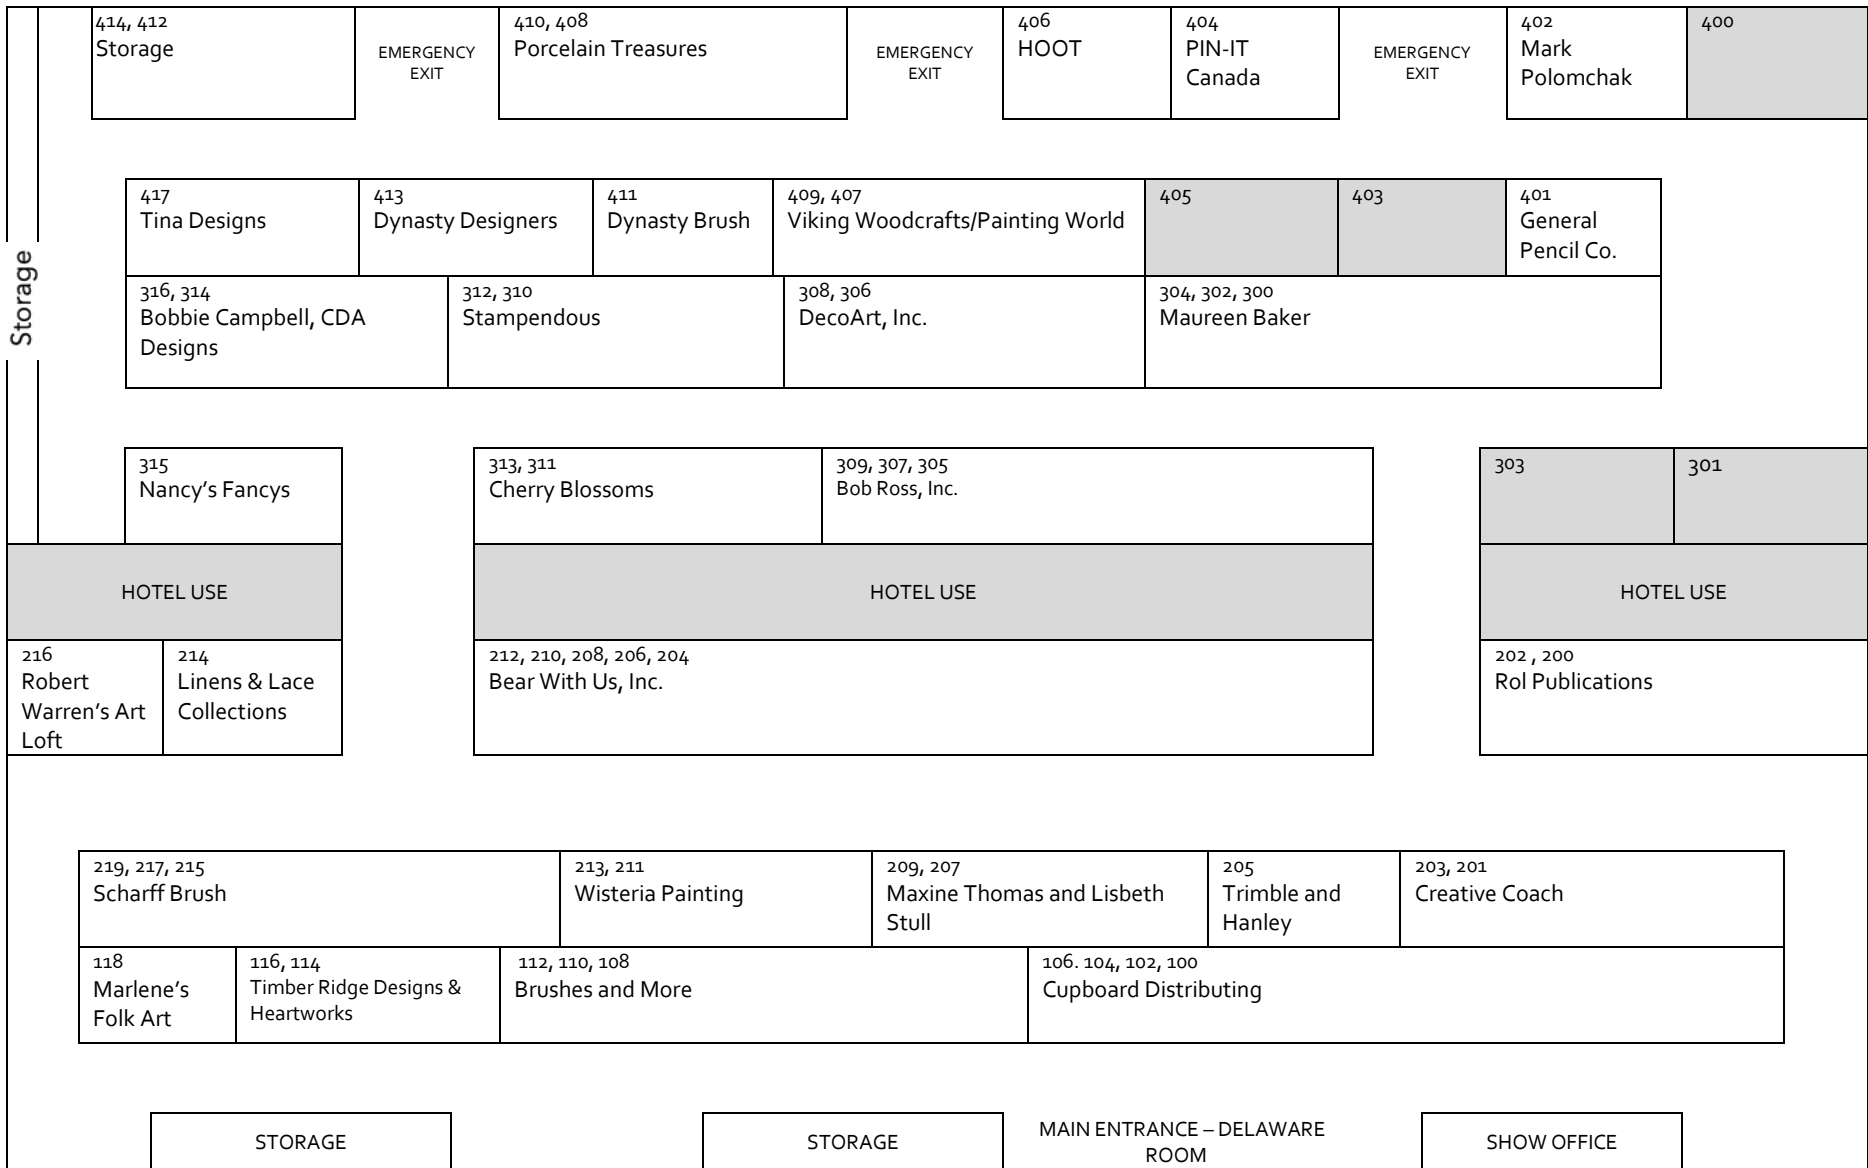 414, 412
Storage
EMERGENCY
EXIT
410, 408
Porcelain Treasures
EMERGENCY
EXIT
406
HOOT
404
PIN-IT
Canada
EMERGENCY
EXIT
402
Mark
Polomchak
400
Storage
417
Tina Designs
413
Dynasty Designers
411
Dynasty Brush
409, 407
Viking Woodcrafts/Painting World
405
403
401
General
Pencil Co.
316, 314
Bobbie Campbell, CDA
Designs
312, 310
Stampendous
308, 306
DecoArt, Inc.
304, 302, 300
Maureen Baker
315
Nancy's Fancys
313, 311
Cherry Blossoms
309, 307, 305
Bob Ross, Inc.
303
301
HOTEL USE
HOTEL USE
HOTEL USE
216
Robert
Warren's Art
Loft
214
Linens & Lace
Collections
212, 210, 208, 206, 204
Bear With Us, Inc.
202 , 200
Rol Publications
219, 217, 215
Scharff Brush
213, 211
Wisteria Painting
209, 207
Maxine Thomas and Lisbeth
Stull
205
Trimble and
Hanley
203, 201
Creative Coach
118
Marlene's
Folk Art
116, 114
Timber Ridge Designs &
Heartworks
112, 110, 108
Brushes and More
106. 104, 102, 100
Cupboard Distributing
STORAGE
STORAGE
MAIN ENTRANCE – DELAWARE
ROOM
SHOW OFFICE